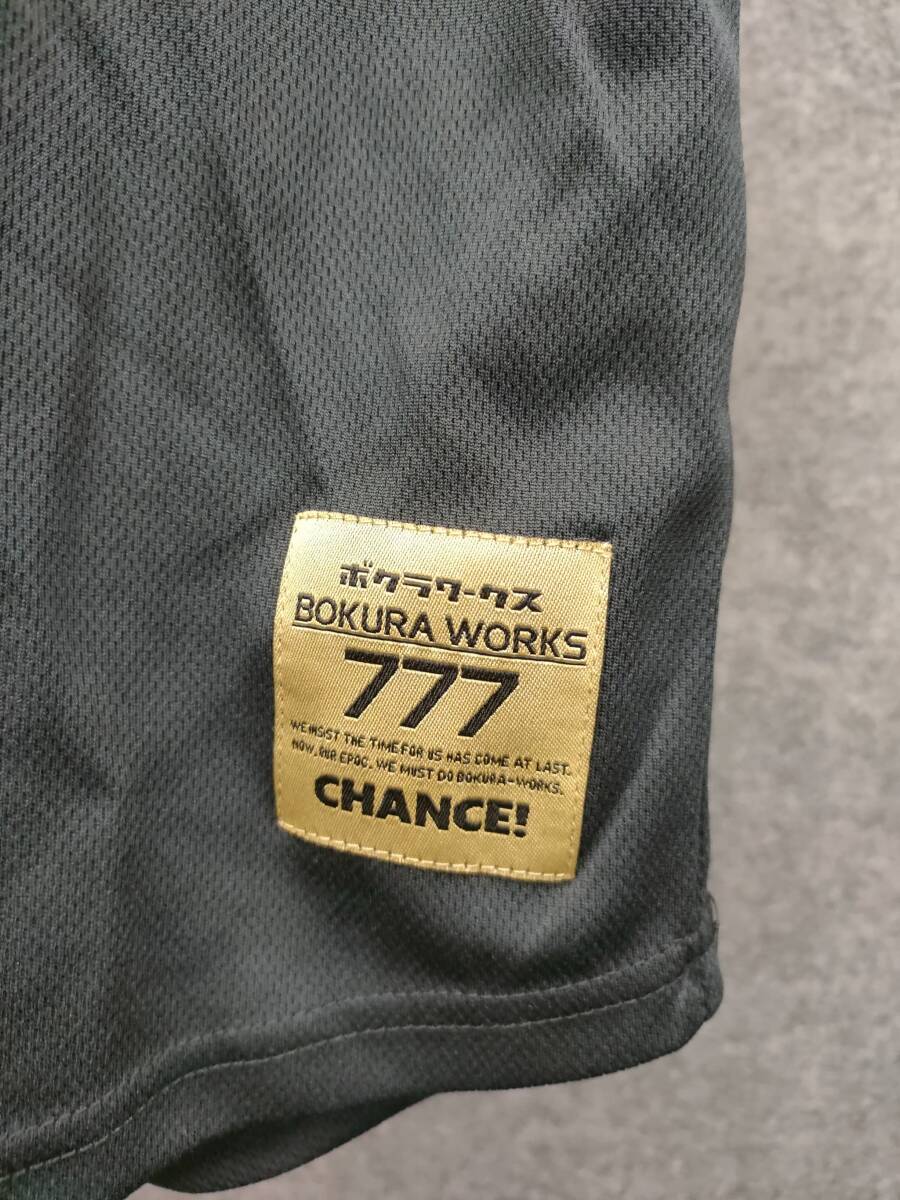 ボクラワークス
BOKURA WORKS
777
WE INSIST THE TIME FOR US HAS COME AT LAST.
NOW, OUR EPOC. WE MUST DO BOKURA-WORKS.
CHANCE!